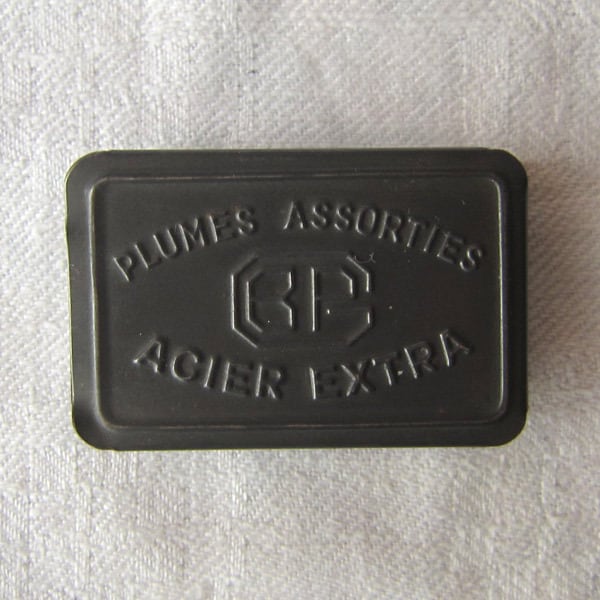 PLUMES ASSORTIES
BP
ACIER EXTRA